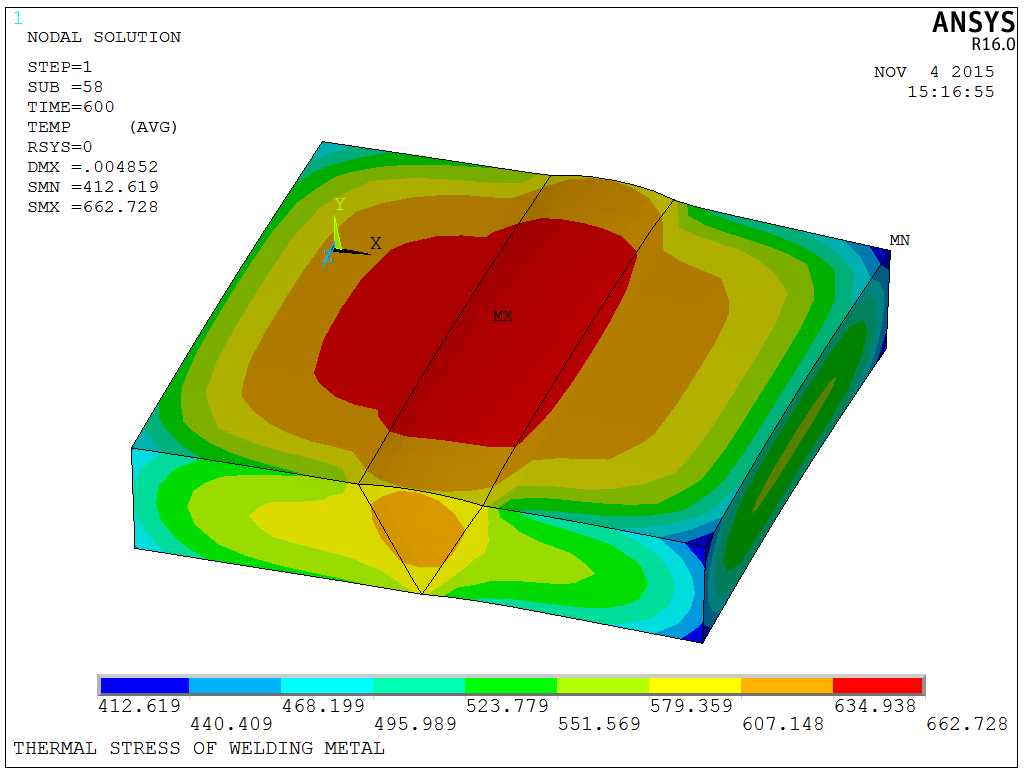 1
NODAL SOLUTION
STEP=1
SUB =58
TIME=600
TEMP (AVG)
RSYS=0
DMX =.004852
SMN =412.619
SMX =662.728
ANSYS
R16.0
NOV 4 2015
15:16:55
Y
X
Z
MN
MX
412.619 468.199 523.779 579.359 634.938
440.409 495.989 551.569 607.148 662.728
THERMAL STRESS OF WELDING METAL